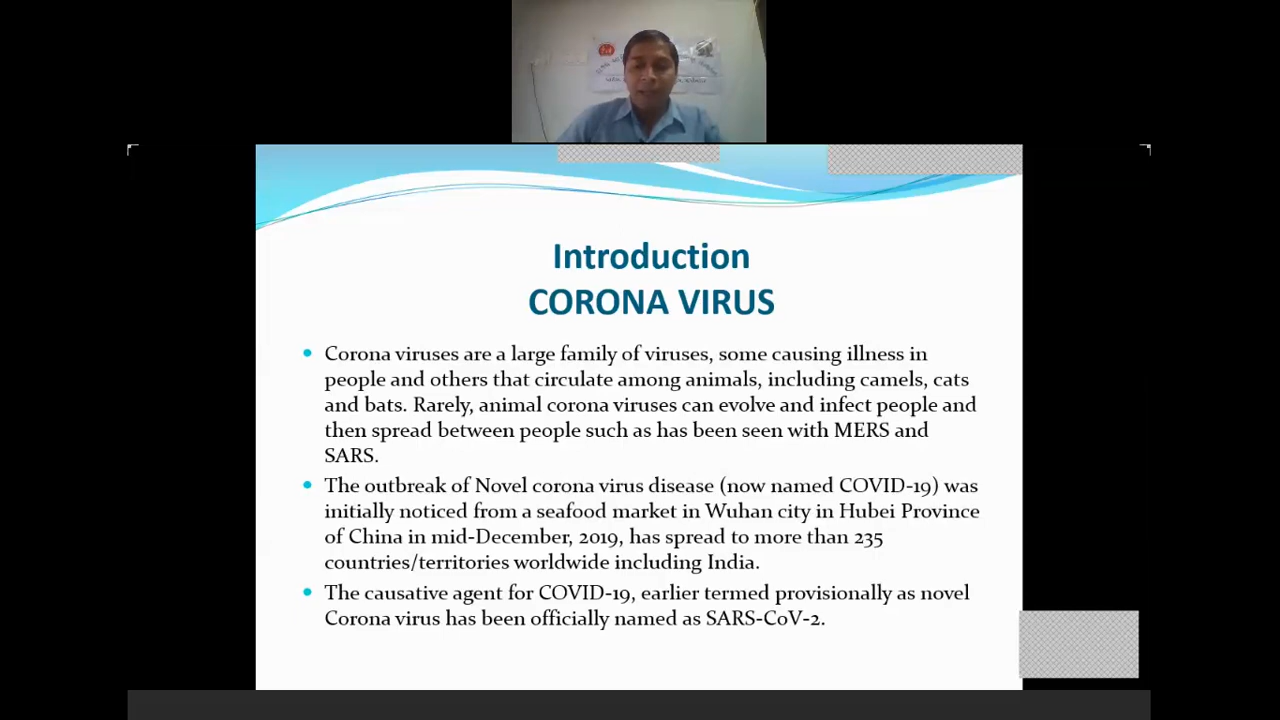 Introduction
CORONA VIRUS
• Corona viruses are a large family of viruses, some causing illness in
people and others that circulate among animals, including camels, cats
and bats. Rarely, animal corona viruses can evolve and infect people and
then spread between people such as has been seen with MERS and
SARS.
• The outbreak of Novel corona virus disease (now named COVID-19) was
initially noticed from a seafood market in Wuhan city in Hubei Province
of China in mid-December, 2019, has spread to more than 235
countries/territories worldwide including India.
• The causative agent for COVID-19, earlier termed provisionally as novel
Corona virus has been officially named as SARS-CoV-2.